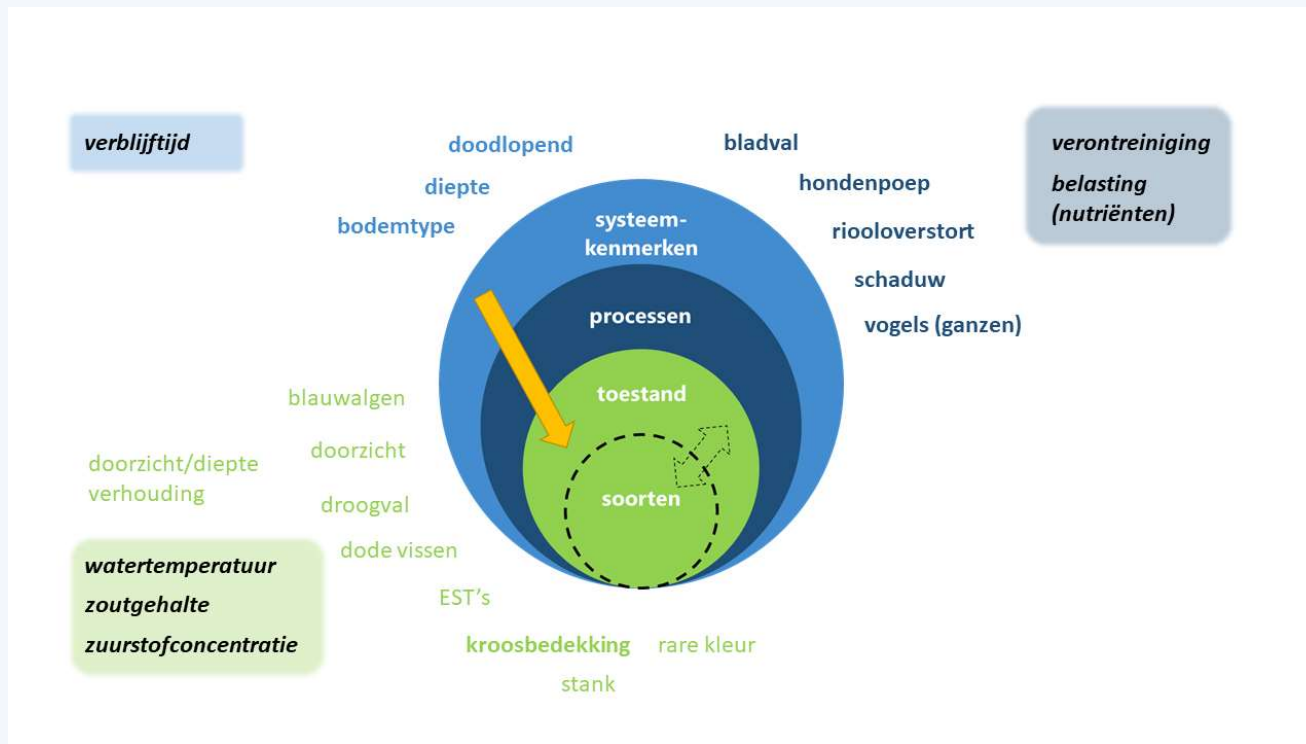 verblijftijd
doodlopend
diepte
bodemtype
bladval
hondenpoep
riooloverstort
schaduw
vogels (ganzen)
verontreiniging
belasting
(nutriënten)
systeem-
kenmerken
processen
toestand
soorten
blauwalgen
doorzicht
doorzicht/diepte
verhouding
droogval
dode vissen
EST's
kroosbedekking
rare kleur
stank
watertemperatuur
zoutgehalte
zuurstofconcentratie